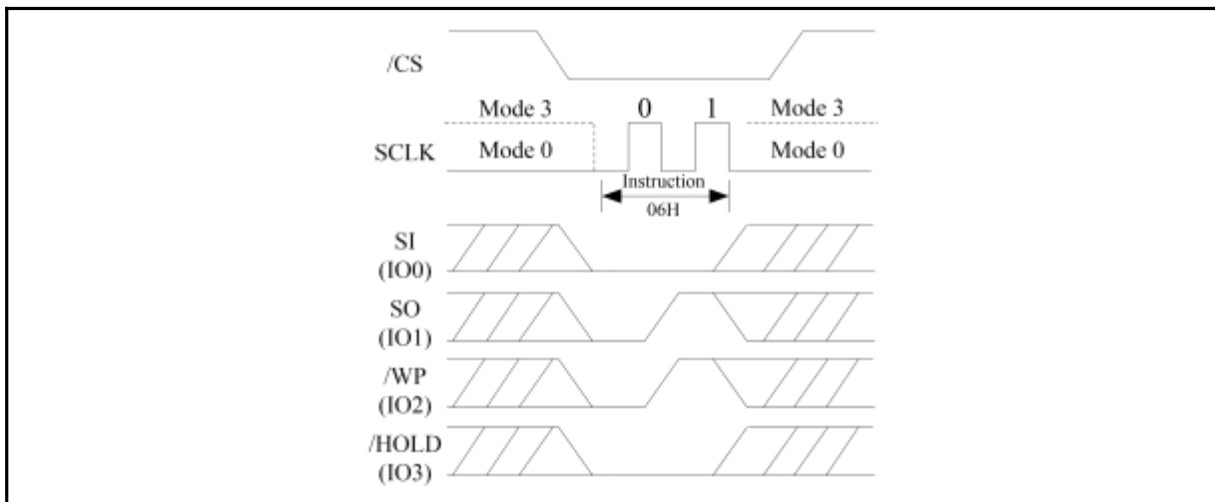 /CS
Mode 3 0 1 Mode 3
SCLK Mode 0 Mode 0
Instruction
06H
SI
(IO0)
SO
(IO1)
/WP
(IO2)
/HOLD
(IO3)